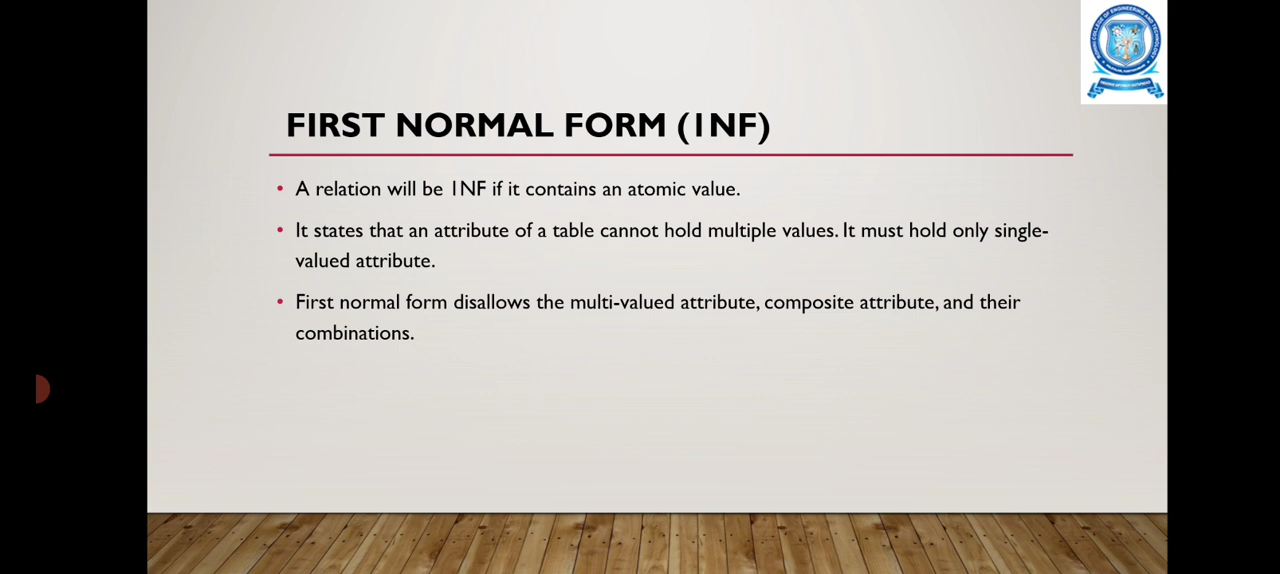 FIRST NORMAL FORM (1NF)
• A relation will be 1NF if it contains an atomic value.
• It states that an attribute of a table cannot hold multiple values. It must hold only single-
valued attribute.
• First normal form disallows the multi-valued attribute, composite attribute, and their
combinations.